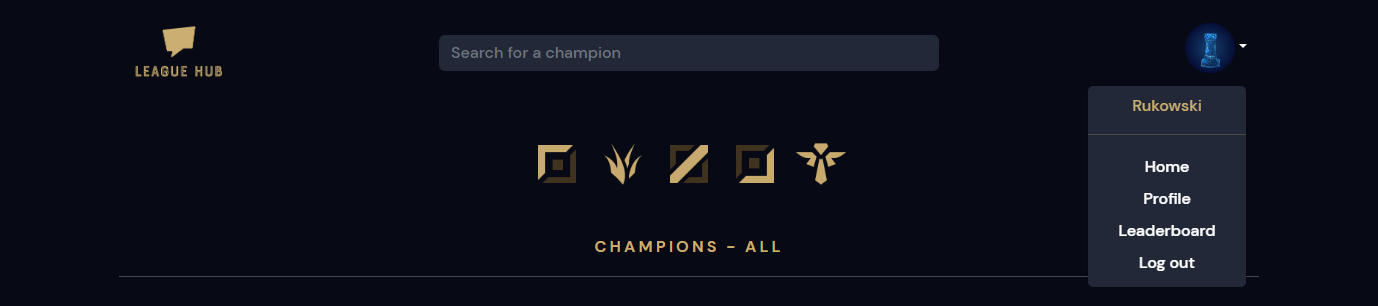 LEAGUE HUB
Search for a champion
Rukowski
Home
Profile
Leaderboard
Log out
CHAMPIONS - ALL